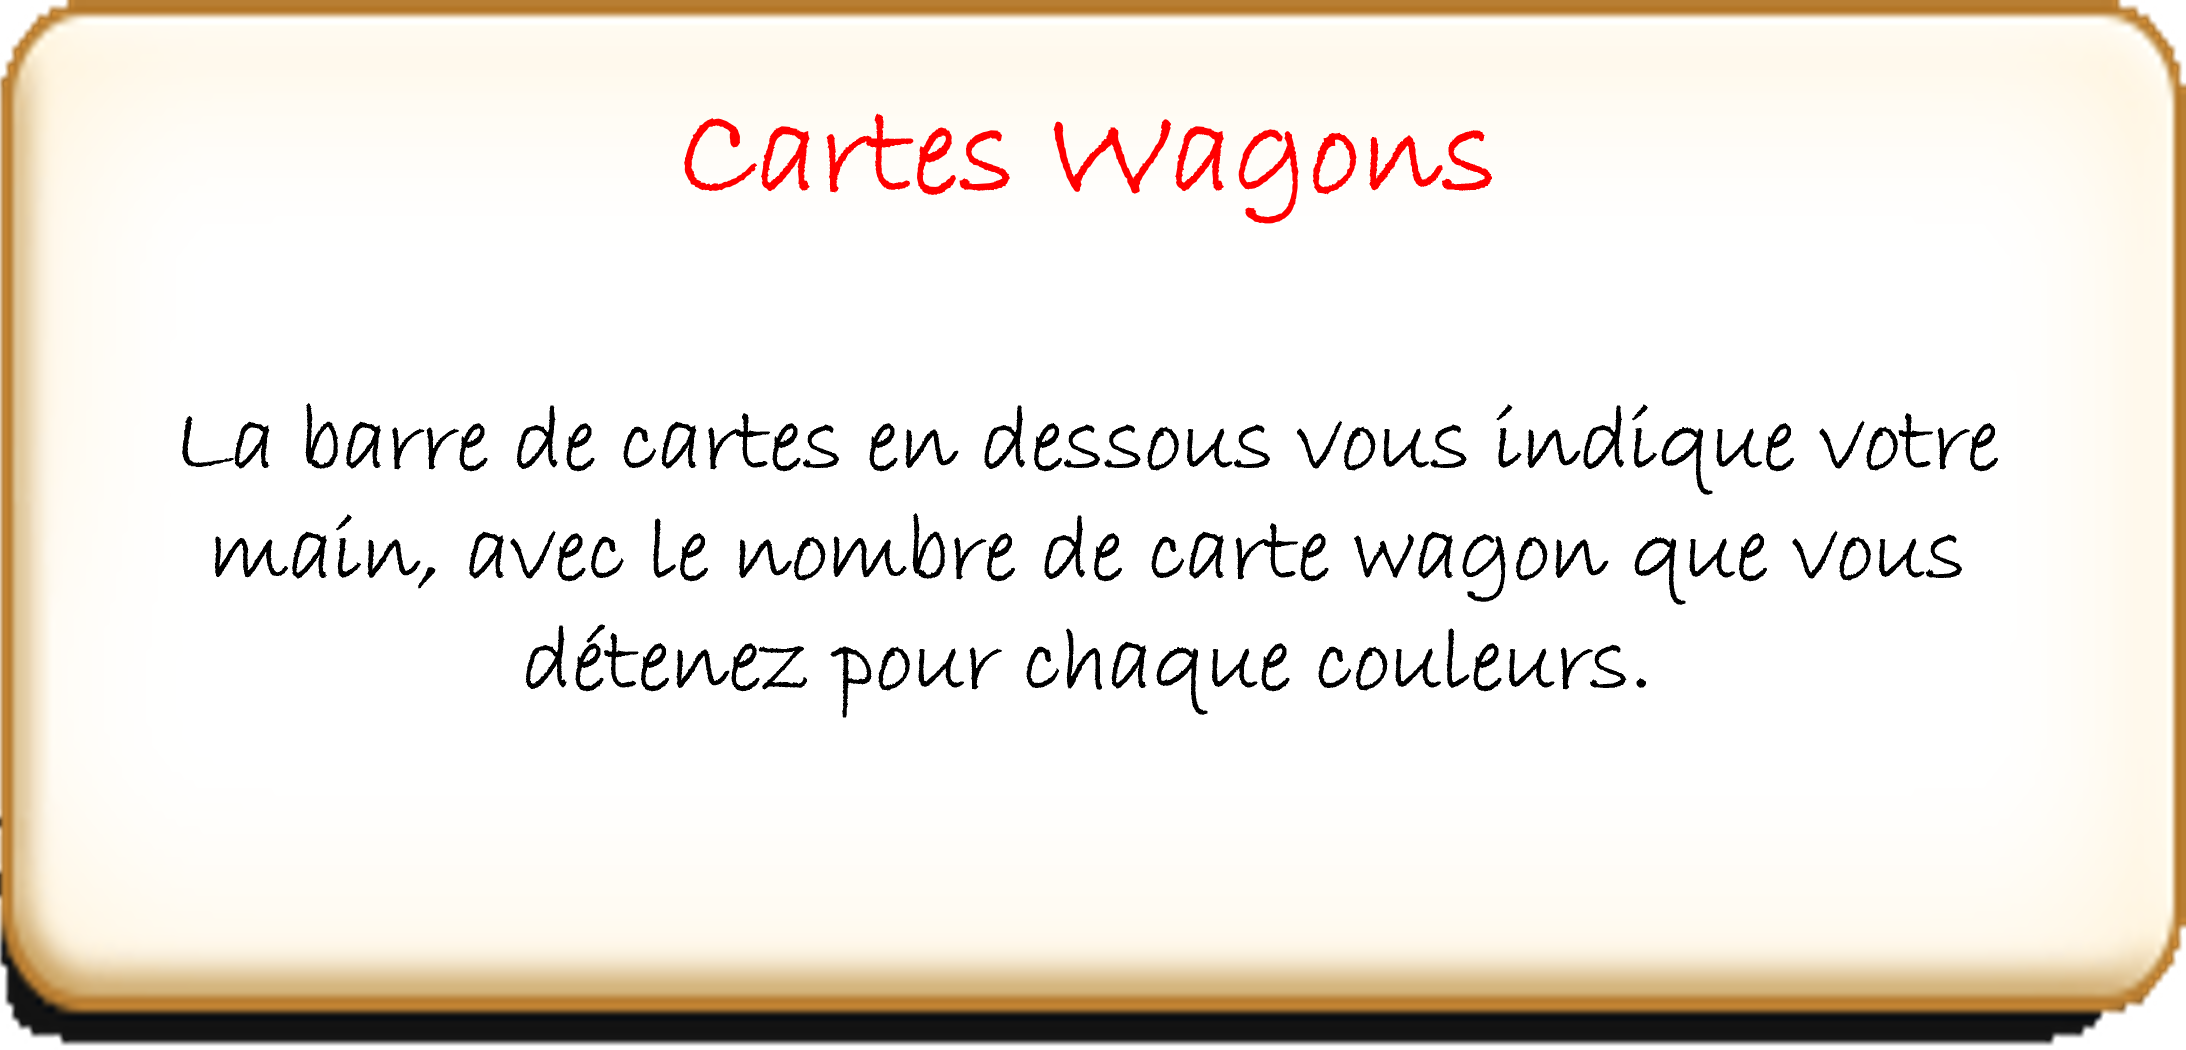 Cartes Wagons
La barre de cartes en dessous vous indique votre
main, avec le nombre de carte wagon que vous
détenez pour chaque couleurs.